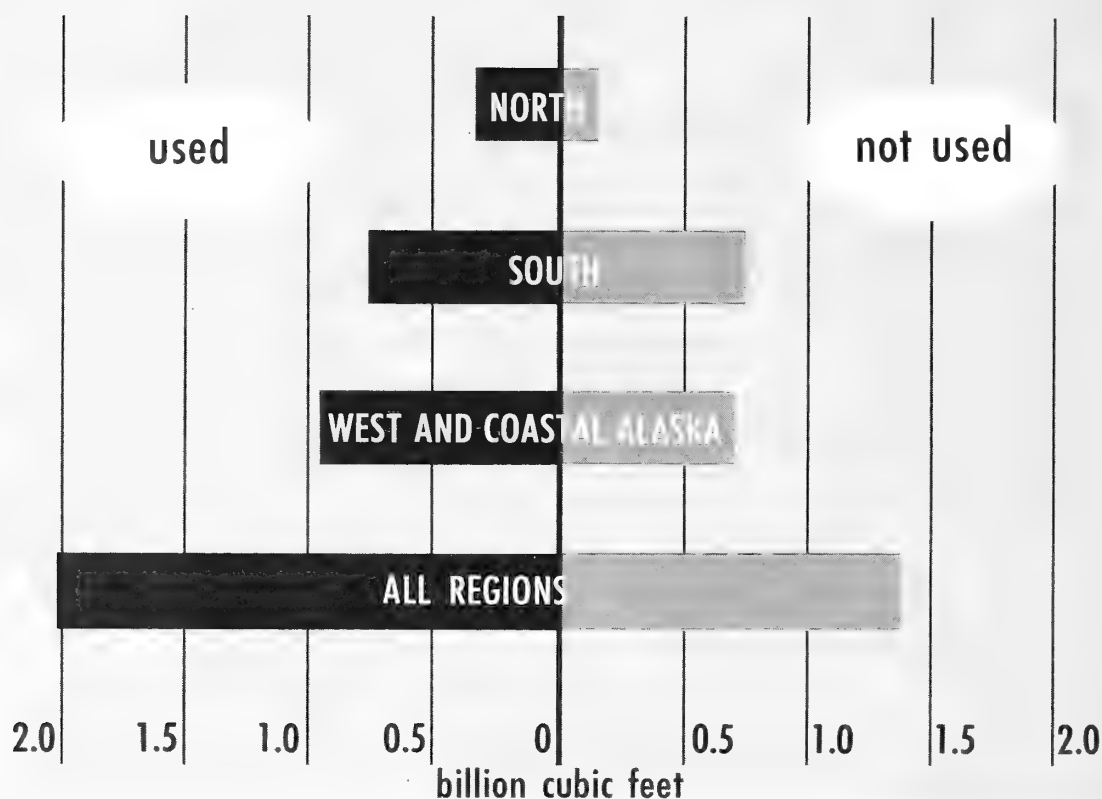 NORTH
used
not used
SOUTH
WEST AND COASTAL ALASKA
ALL REGIONS
2.0 1.5 1.0 0.5 0 0.5 1.0 1.5 2.0
billion cubic feet